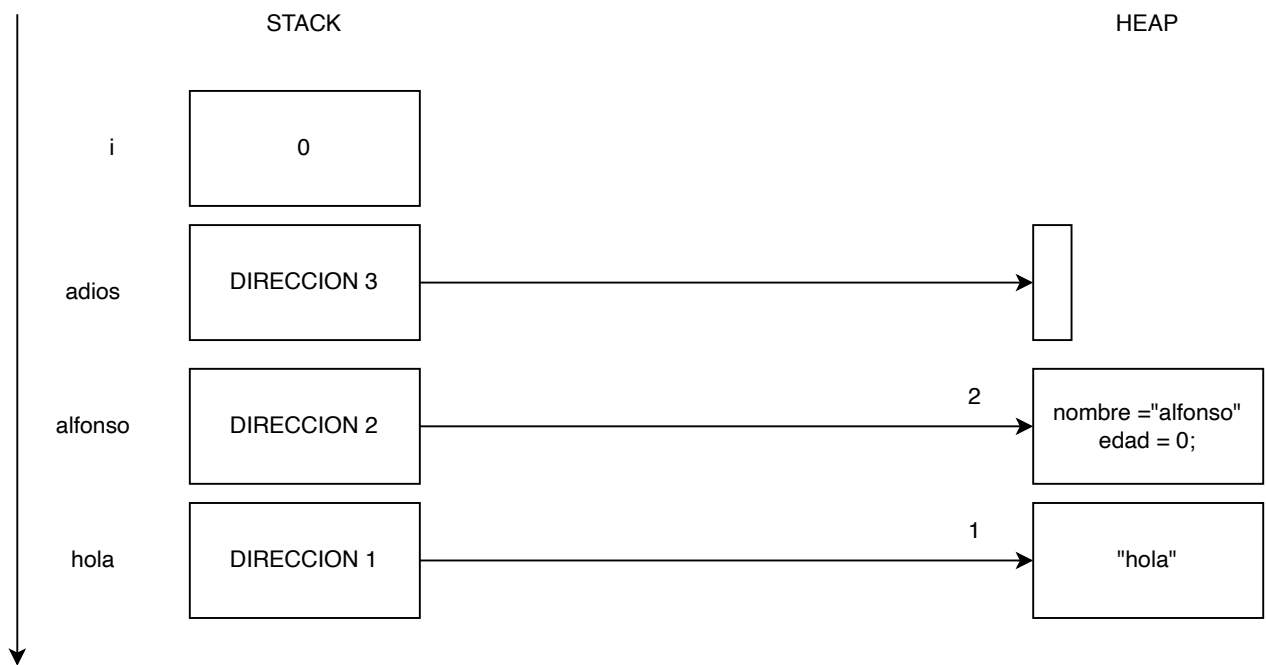 STACK
HEAP
i
0
adios
DIRECCION 3
alfonso
DIRECCION 2
2
nombre ="alfonso"
edad = 0;
hola
DIRECCION 1
1
"hola"